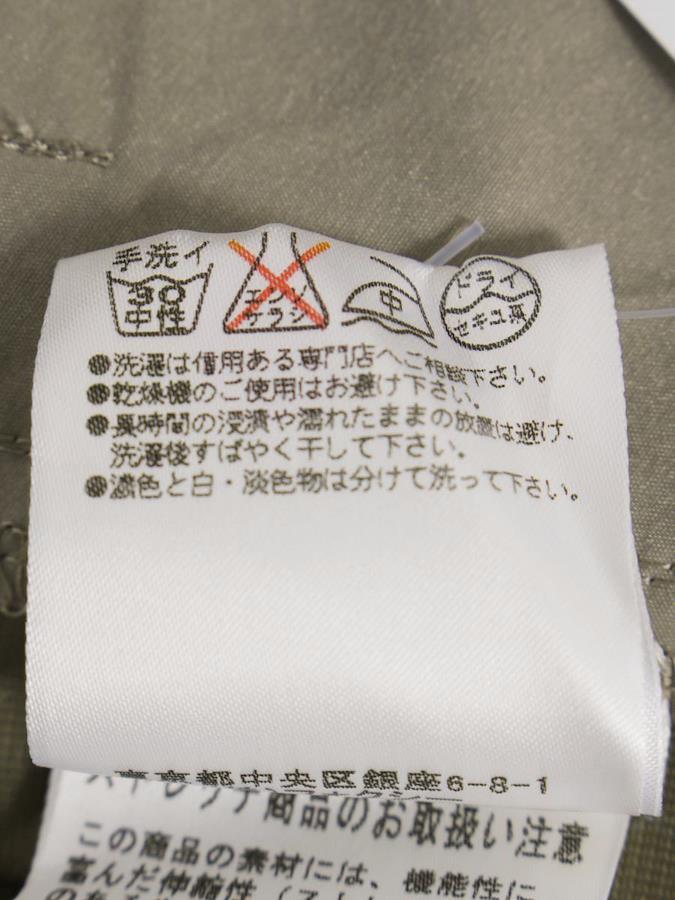 手洗イ
30
中性
エンソ
サラシ
中
ドライ
セキユ系
●洗濯は信用ある専門店へご相談下さい。
●乾燥機のご使用はお避け下さい。
●長時間の浸漬や濡れたままの放置は避け、
洗濯後すばやく干して下さい。
●濃色と白・淡色物は分けて洗って下さい。
東京都中央区銀座6-8-1
ストレッチ商品のお取扱い注意
この商品の素材には、機能性に
富んだ伸縮性